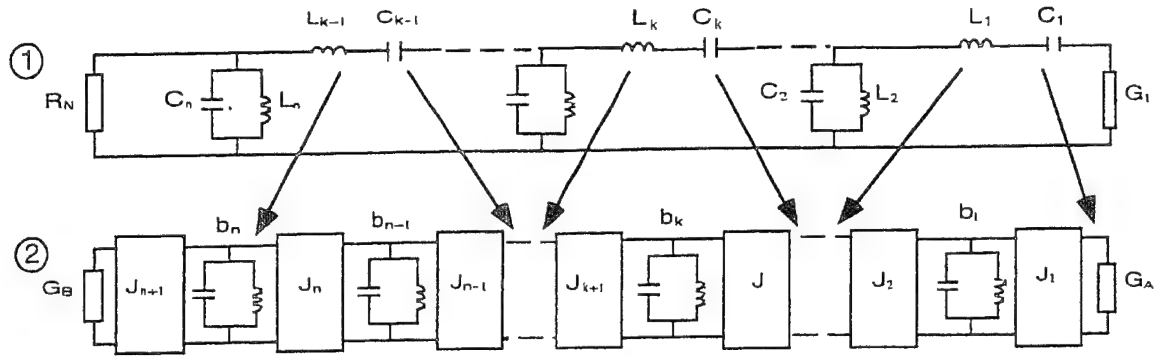 L_{k-1} C_{k-1} L_k C_k L_1 C_1
①
R_N C_n L_n C_2 L_2 G_1
② b_n b_{n-1} b_k b_1
G_B J_{n+1} J_n J_{n-1} J_{k+1} J J_2 J_1 G_A